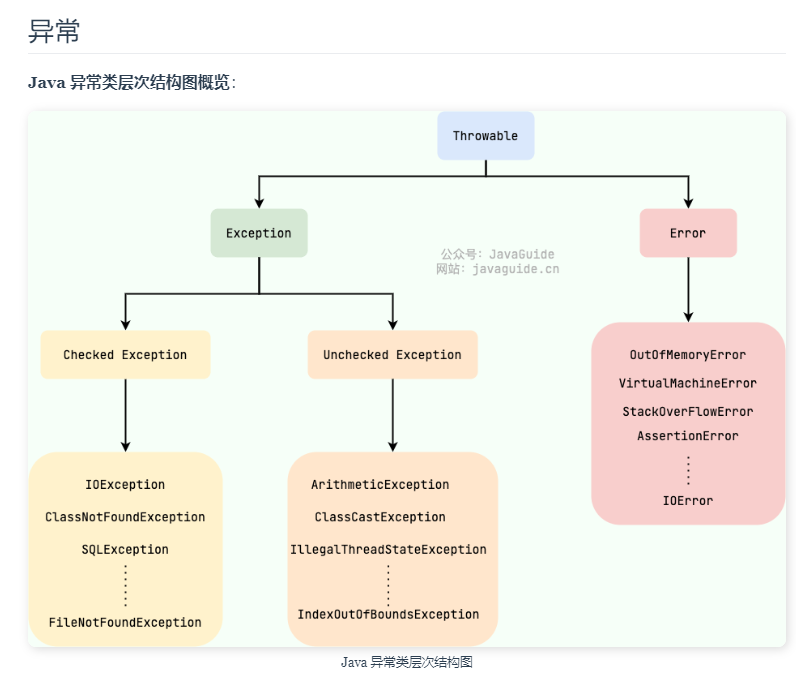 异常
Java 异常类层次结构图概览：
Throwable
Exception
Error
公众号：JavaGuide
网站：javaguide.cn
Checked Exception
Unchecked Exception
OutOfMemoryError
VirtualMachineError
StackOverFlowError
AssertionError
IOError
IOException
ClassNotFoundException
SQLException
FileNotFoundException
ArithmeticException
ClassCastException
IllegalThreadStateException
IndexOutOfBoundsException
Java 异常类层次结构图